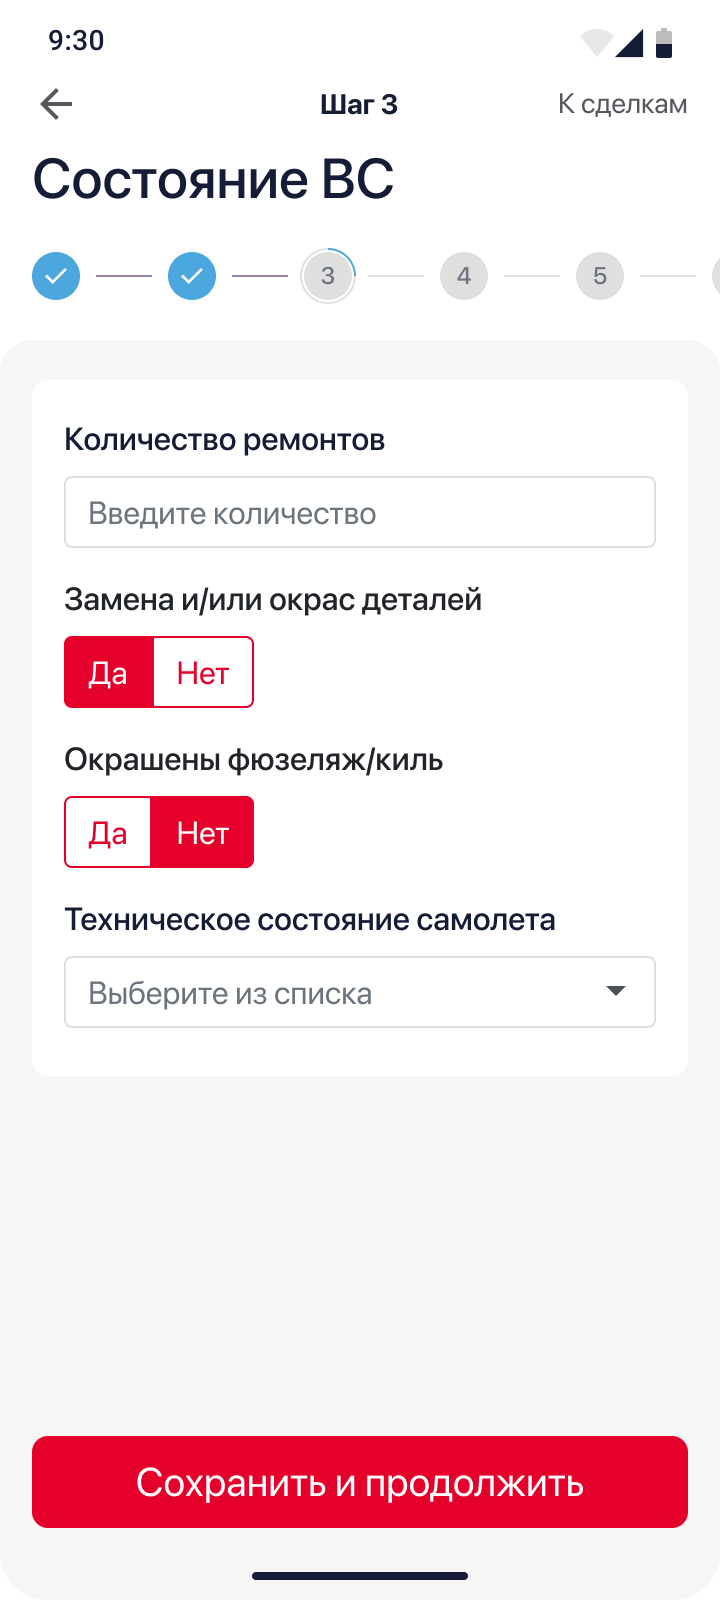 9:30
Шаг 3
К сделкам
Состояние ВС
3 4 5
Количество ремонтов
Введите количество
Замена и/или окрас деталей
Да Нет
Окрашены фюзеляж/киль
Да Нет
Техническое состояние самолета
Выберите из списка
Сохранить и продолжить